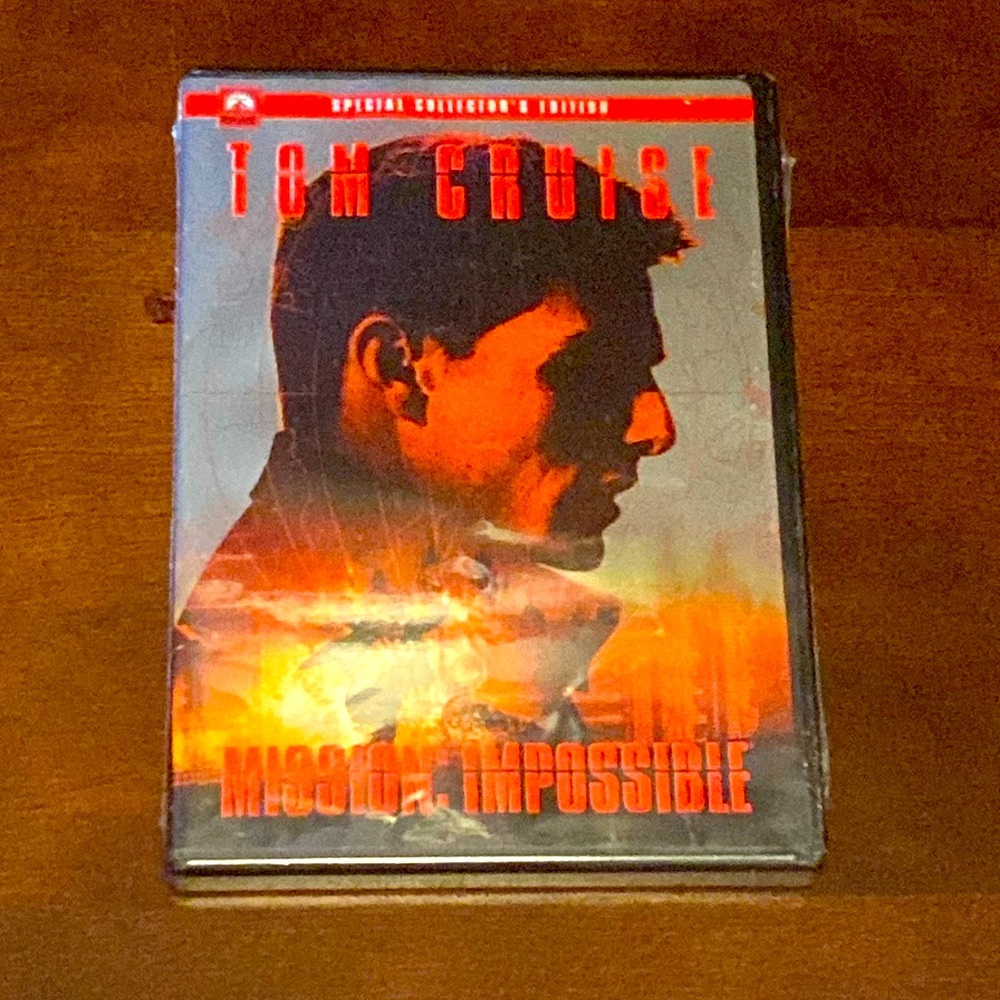 SPECIAL COLLECTOR'S EDITION
TOM CRUISE
MISSION: IMPOSSIBLE